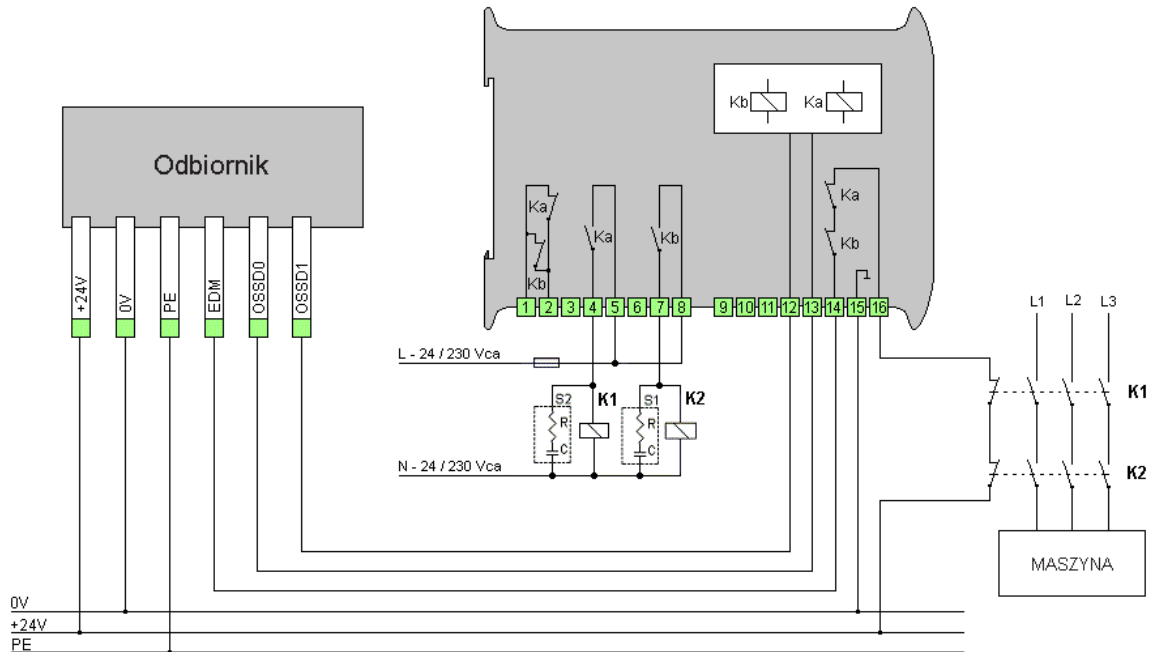 Kb Ka
Odbiornik
Ka Ka Kb Ka
Kb Kb
+24V 0V PE EDM OSSD0 OSSD1
1 2 3 4 5 6 7 8 9 10 11 12 13 14 15 16
L1 L2 L3
L - 24 / 230 Vca
S2 K1 S1 K2
R R
C C
K1
N - 24 / 230 Vca
K2
MASZYNA
0V
+24V
PE